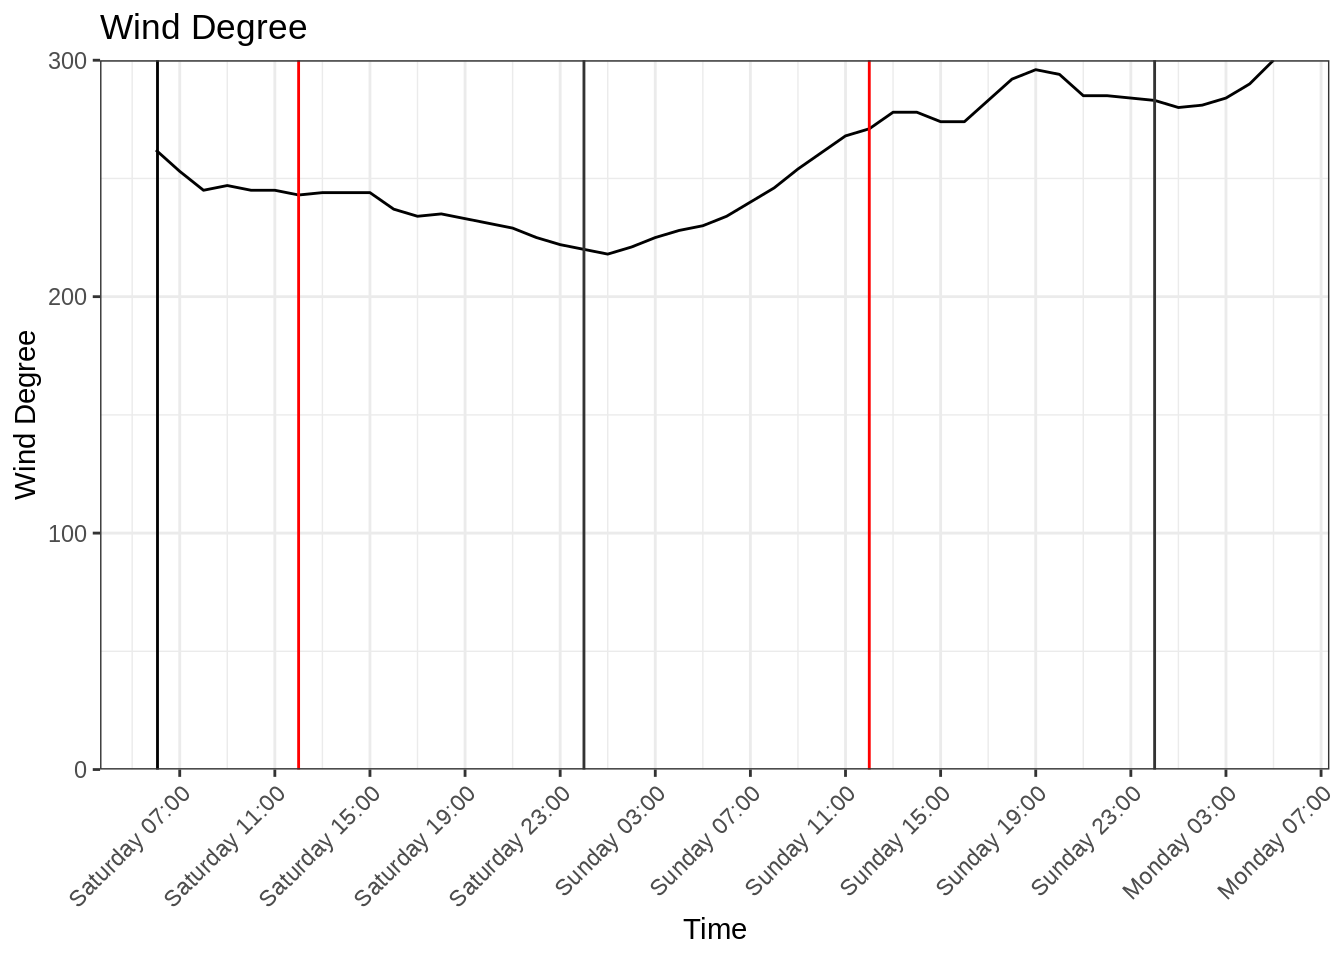 Wind Degree
300
200
100
0
Wind Degree
Saturday 07:00
Saturday 11:00
Saturday 15:00
Saturday 19:00
Saturday 23:00
Sunday 03:00
Sunday 07:00
Sunday 11:00
Sunday 15:00
Sunday 19:00
Sunday 23:00
Monday 03:00
Monday 07:00
Time